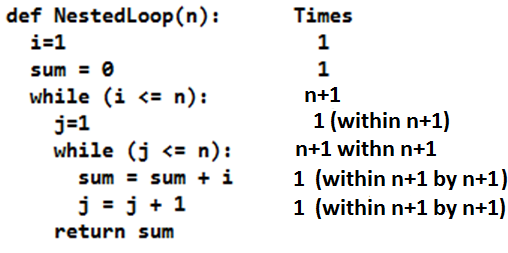 def NestedLoop(n): Times
i=1 1
sum = 0 1
while (i <= n): n+1
j=1 1 (within n+1)
while (j <= n): n+1 withn n+1
sum = sum + i 1 (within n+1 by n+1)
j = j + 1 1 (within n+1 by n+1)
return sum